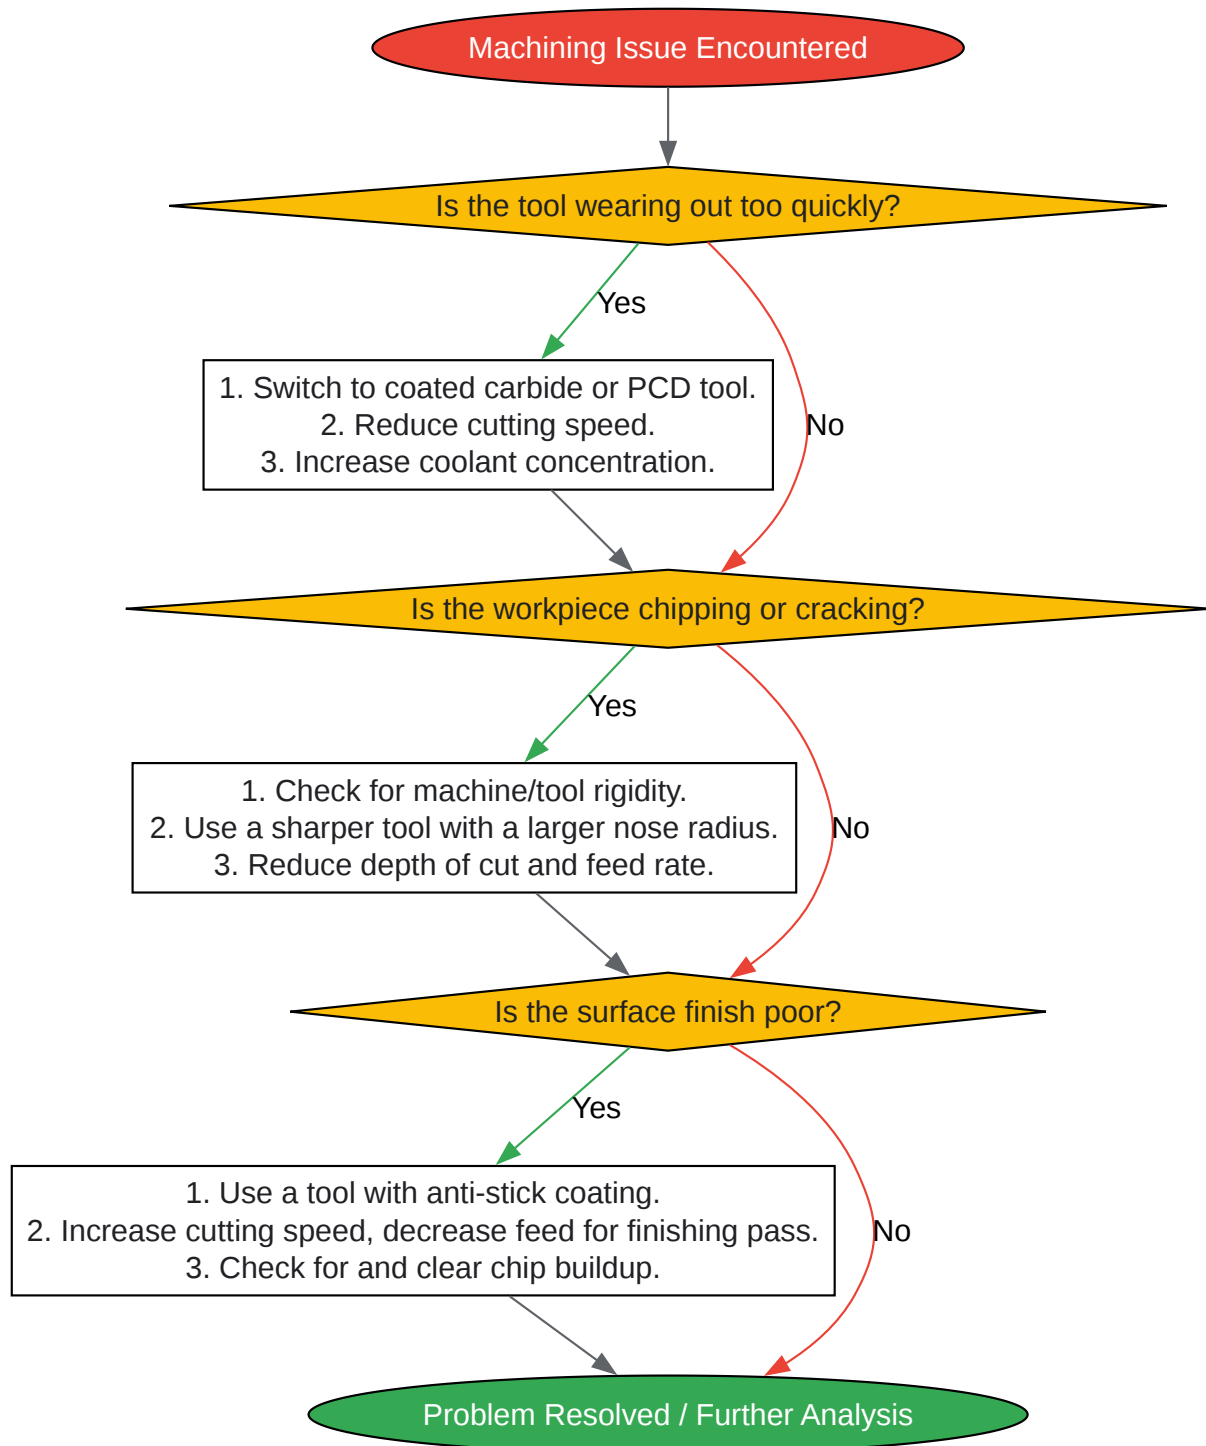 Machining Issue Encountered
Is the tool wearing out too quickly?
Yes
1. Switch to coated carbide or PCD tool.
2. Reduce cutting speed.
3. Increase coolant concentration.
No
Is the workpiece chipping or cracking?
Yes
1. Check for machine/tool rigidity.
2. Use a sharper tool with a larger nose radius.
3. Reduce depth of cut and feed rate.
No
Is the surface finish poor?
Yes
1. Use a tool with anti-stick coating.
2. Increase cutting speed, decrease feed for finishing pass.
3. Check for and clear chip buildup.
No
Problem Resolved / Further Analysis